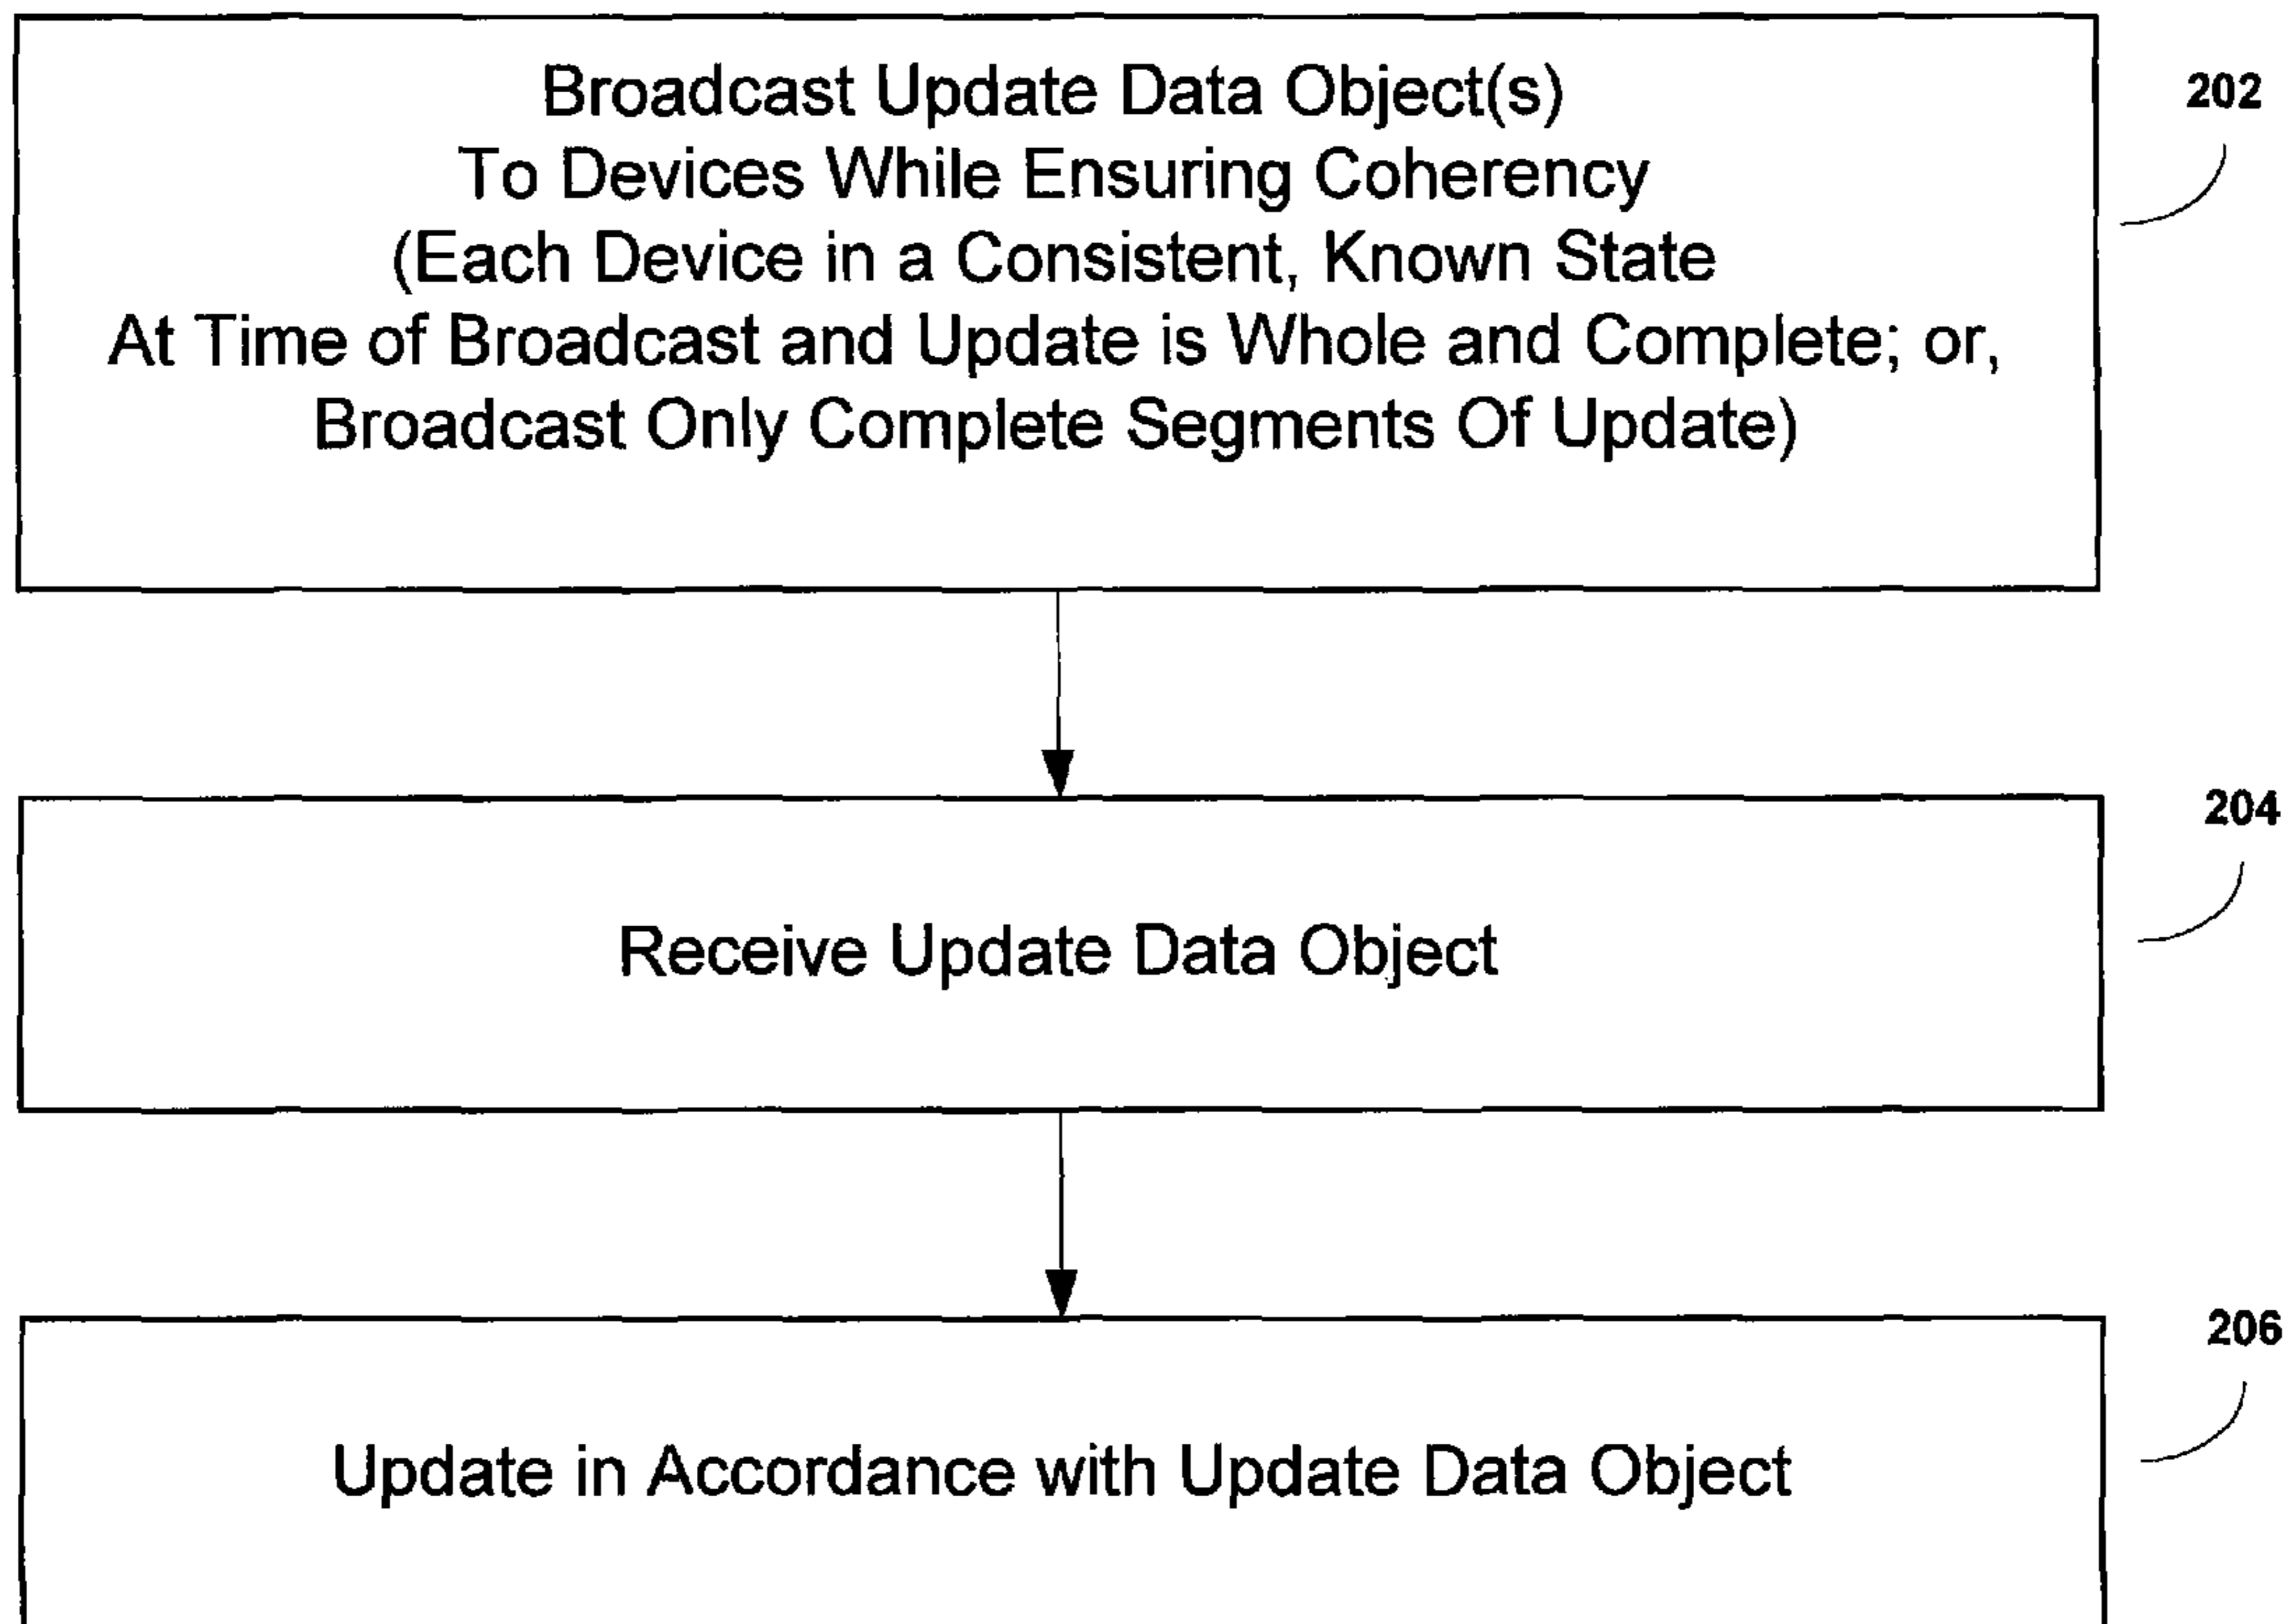 Broadcast Update Data Object(s)
To Devices While Ensuring Coherency
(Each Device in a Consistent, Known State
At Time of Broadcast and Update is Whole and Complete; or,
Broadcast Only Complete Segments Of Update)
202
Receive Update Data Object
204
Update in Accordance with Update Data Object
206